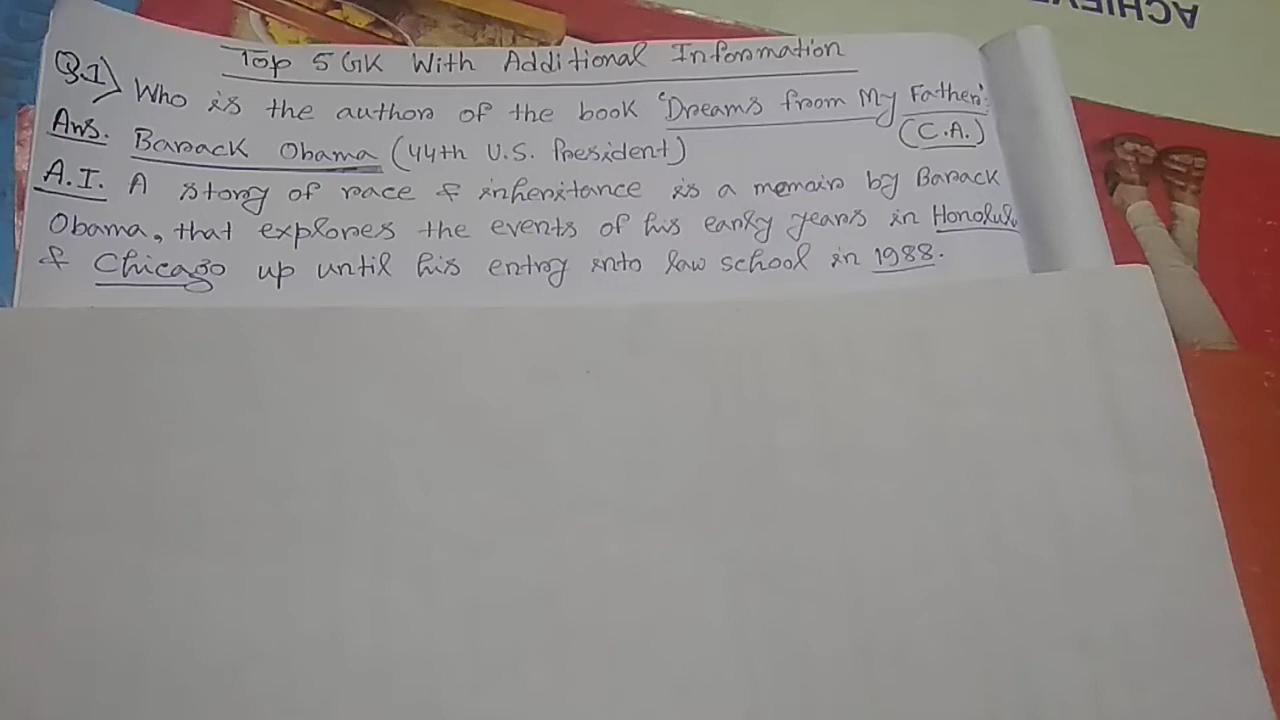 Top 5 GK With Additional Information
Q.1) Who is the author of the book 'Dreams from My Father'.
(C.A.)
Ans. Barack Obama (44th U.S. President)
A.I. A story of race & inheritance is a memoir by Barack
Obama, that explores the events of his early years in Honolulu
& Chicago up until his entry into law school in 1988.